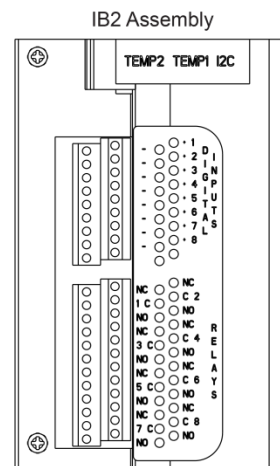 IB2 Assembly
TEMP2 TEMP1 I2C
- · 1
- · 2
- · 3
- · 4
- · 5
- · 6
- · 7
- · 8
DIGITAL
INPUTS
NC NC
1 C C 2
NO NO
NC NC
3 C C 4
NO NO
NC NC
5 C C 6
NO NO
NC NC
7 C C 8
NO NO
RELAYS